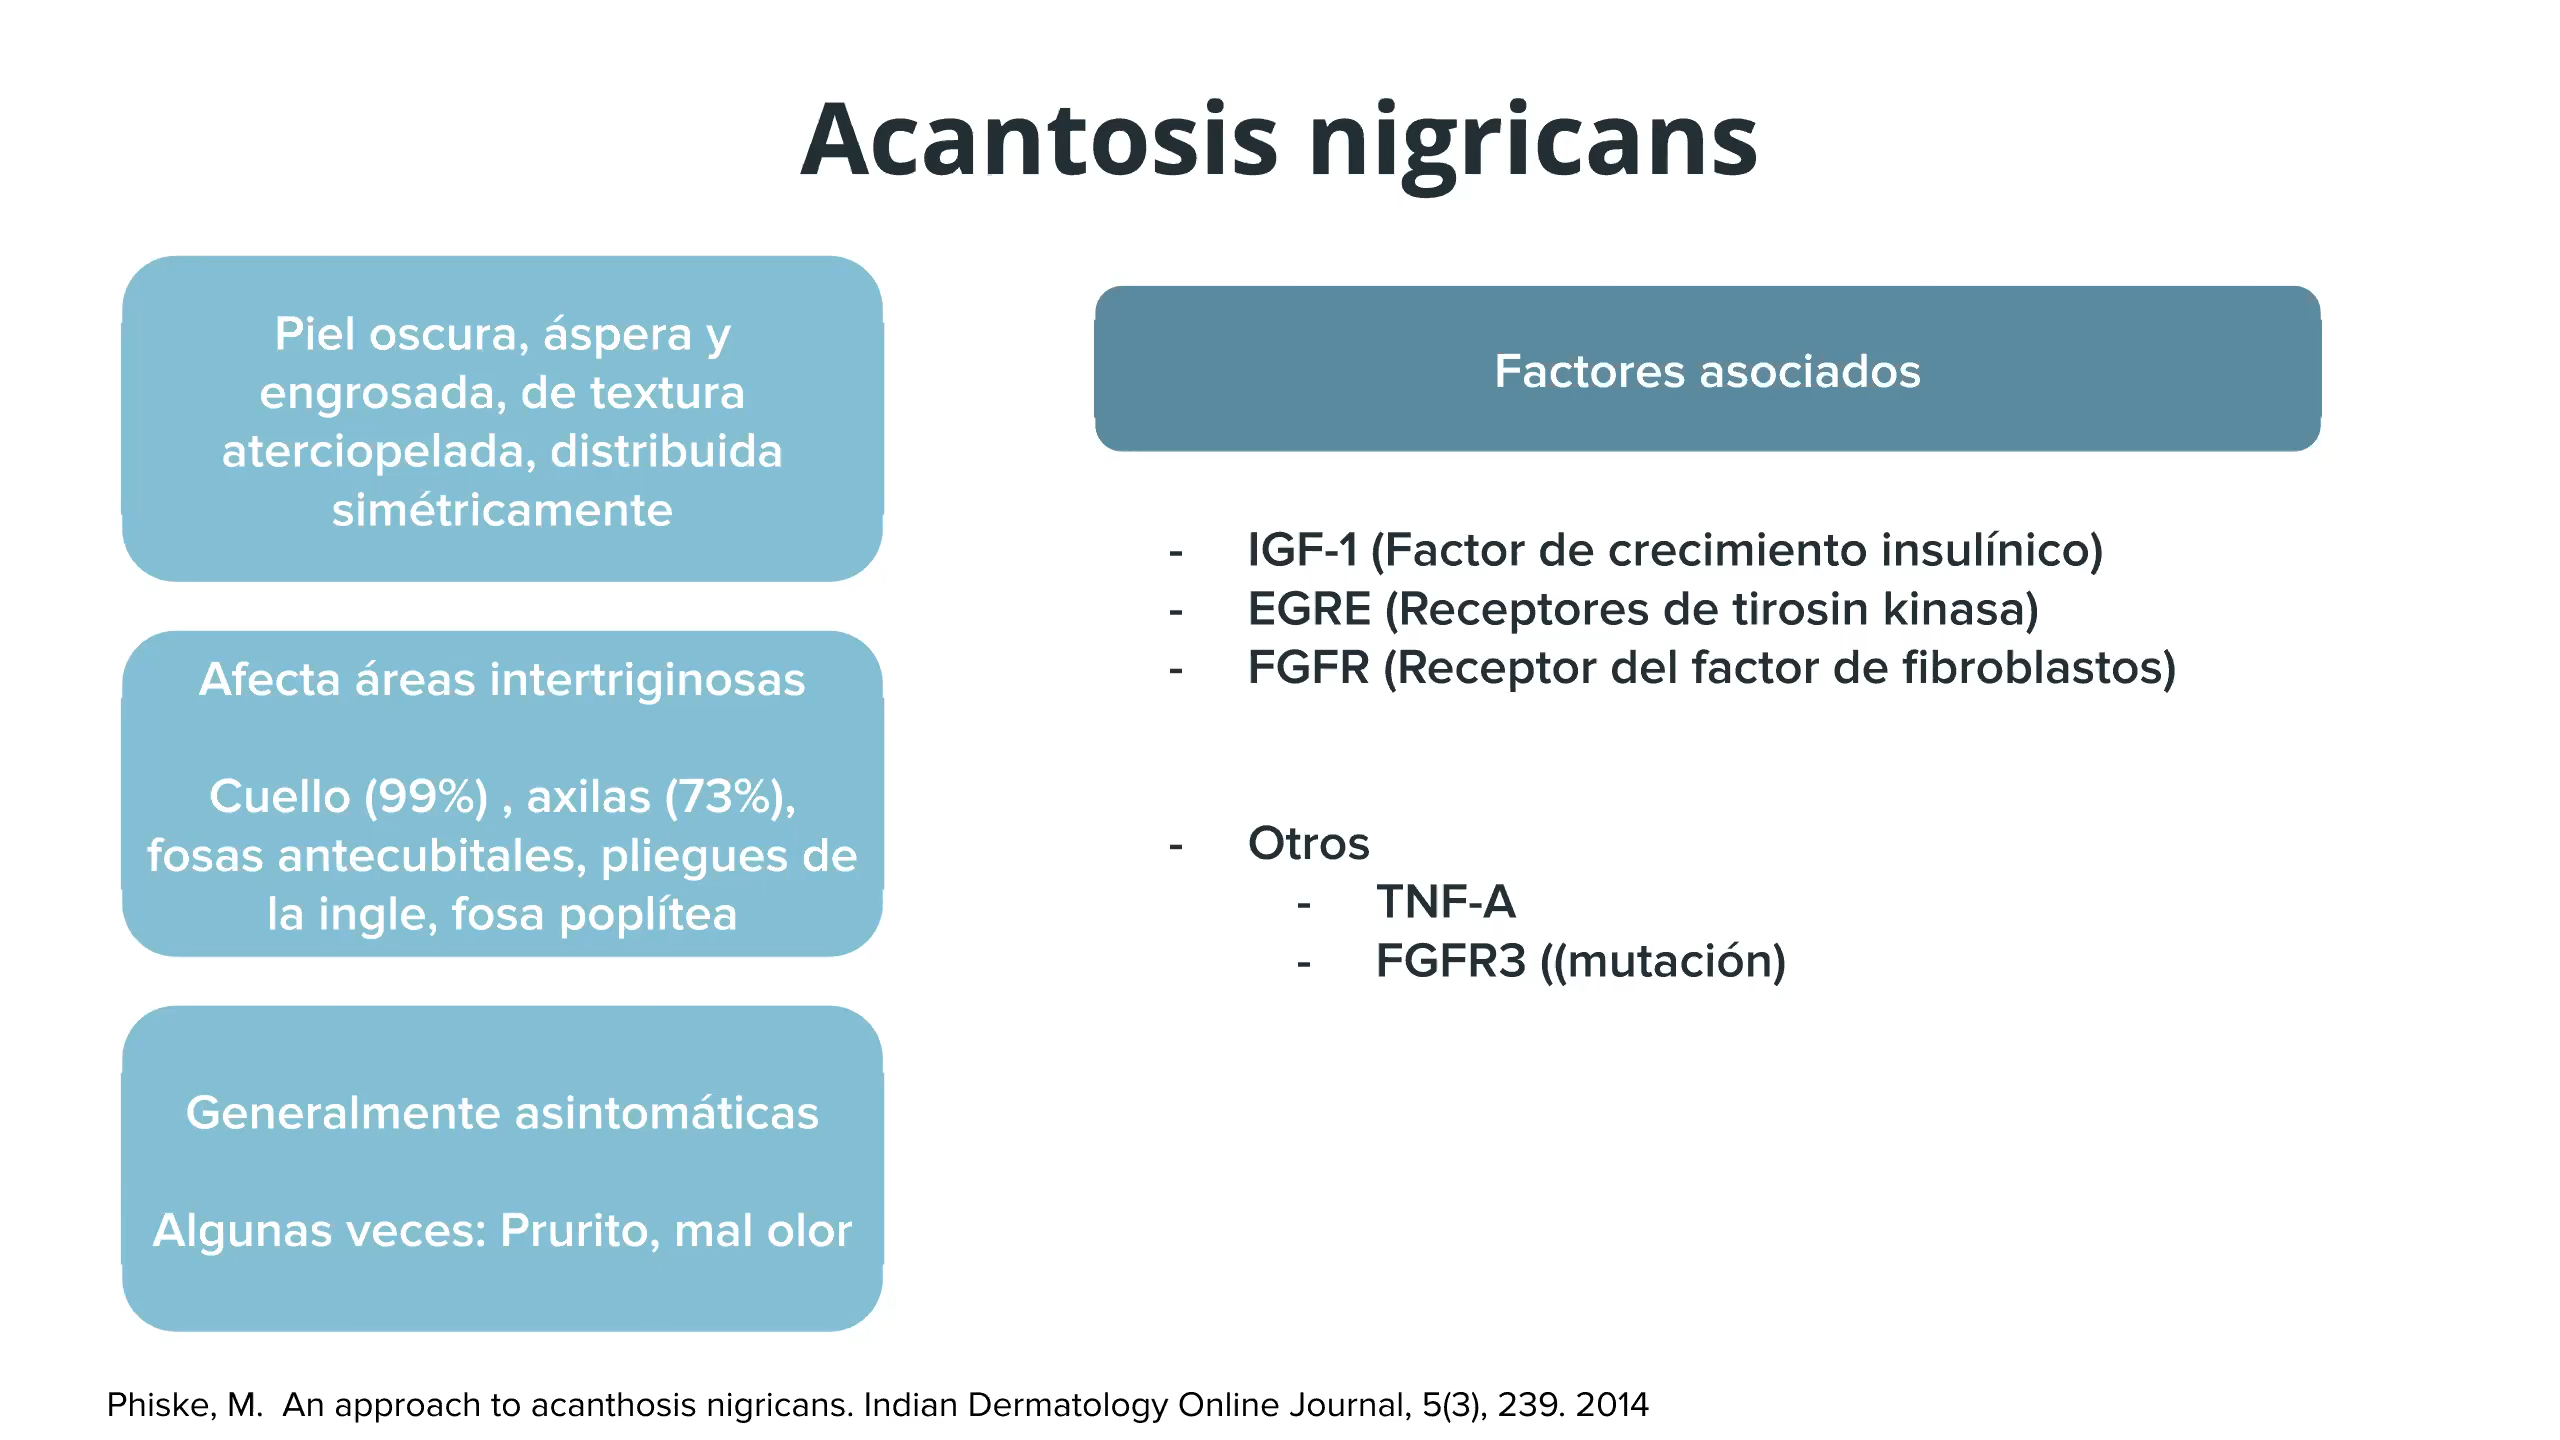 Acantosis nigricans
Piel oscura, áspera y
engrosada, de textura
aterciopelada, distribuida
simétricamente
Afecta áreas intertriginosas
Cuello (99%) , axilas (73%),
fosas antecubitales, pliegues de
la ingle, fosa poplítea
Generalmente asintomáticas
Algunas veces: Prurito, mal olor
Factores asociados
- IGF-1 (Factor de crecimiento insulínico)
- EGRE (Receptores de tirosin kinasa)
- FGFR (Receptor del factor de fibroblastos)
- Otros
- TNF-A
- FGFR3 ((mutación)
Phiske, M. An approach to acanthosis nigricans. Indian Dermatology Online Journal, 5(3), 239. 2014